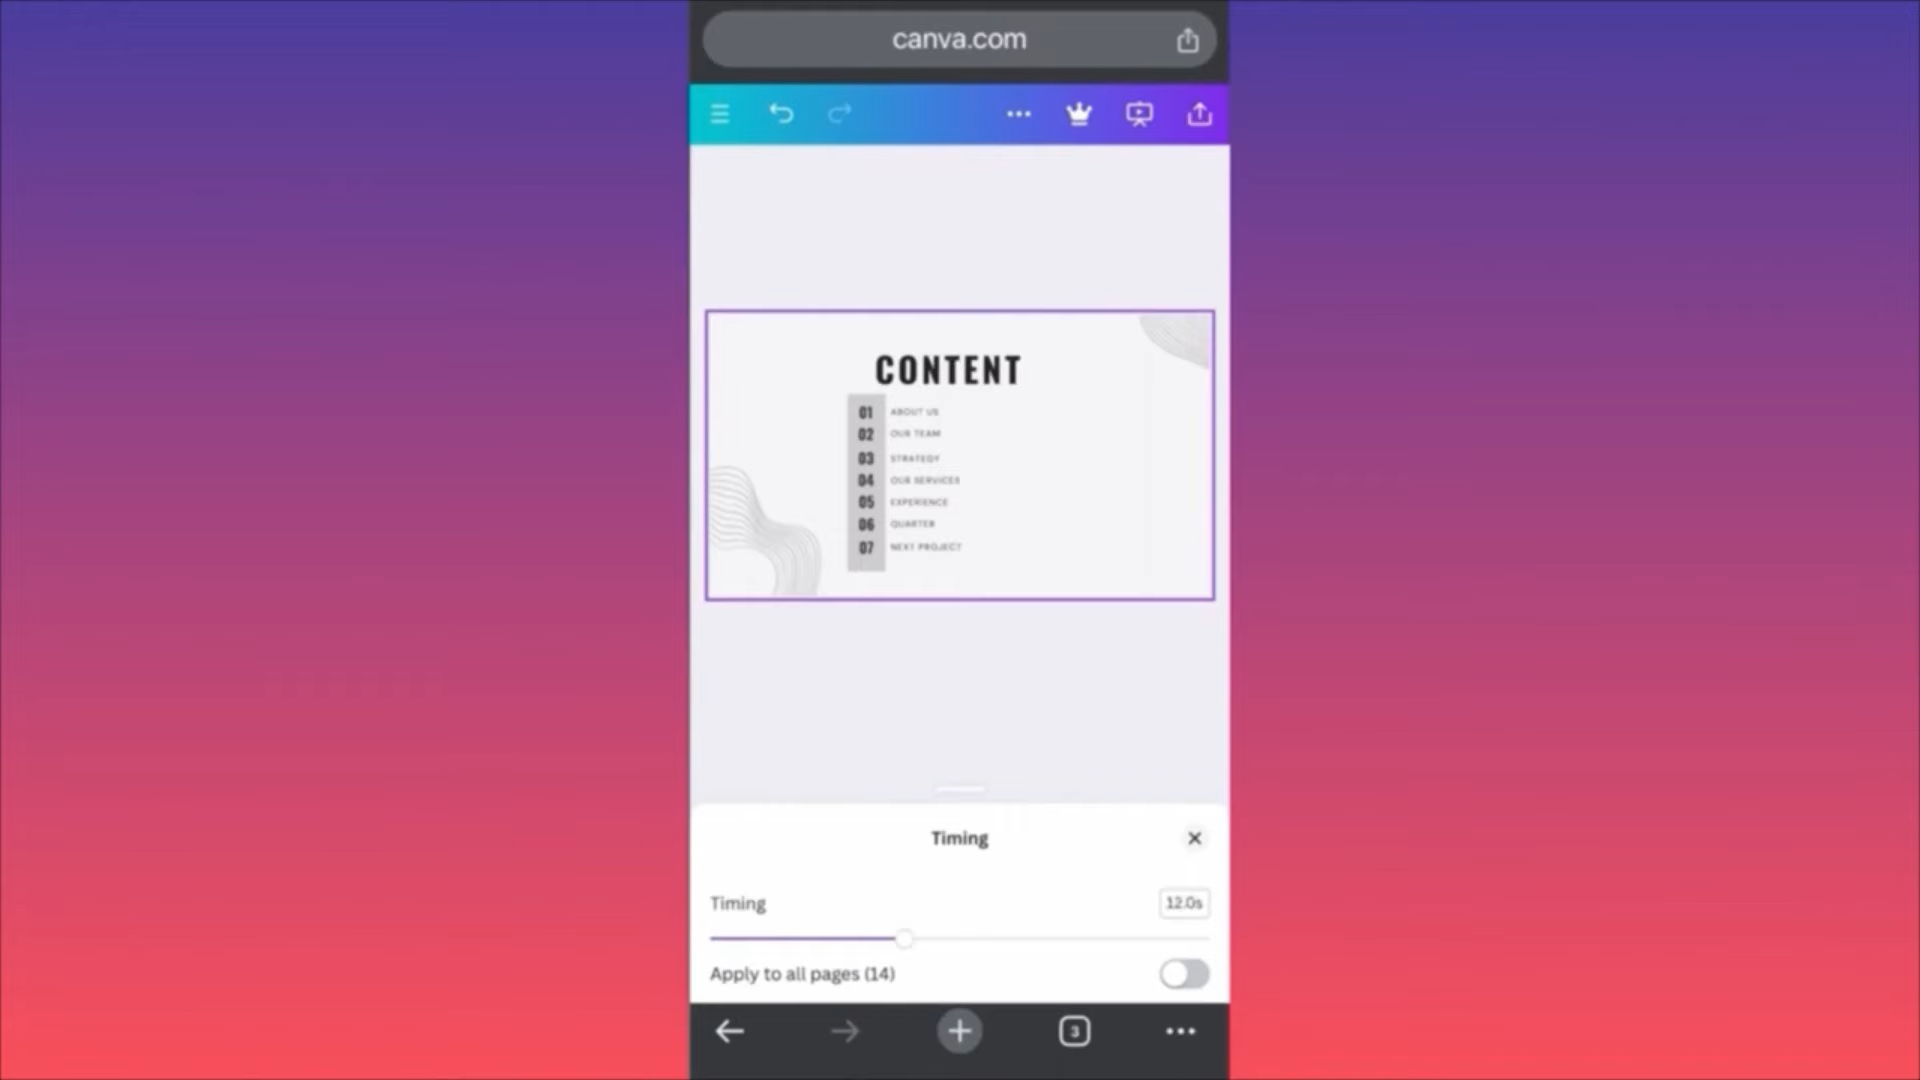 canva.com
CONTENT
01 ABOUT US
02 OUR TEAM
03 STRATEGY
04 OUR SERVICES
05 EXPERIENCE
06 QUARTER
07 NEXT PROJECT
Timing
Timing 12.0s
Apply to all pages (14)
3